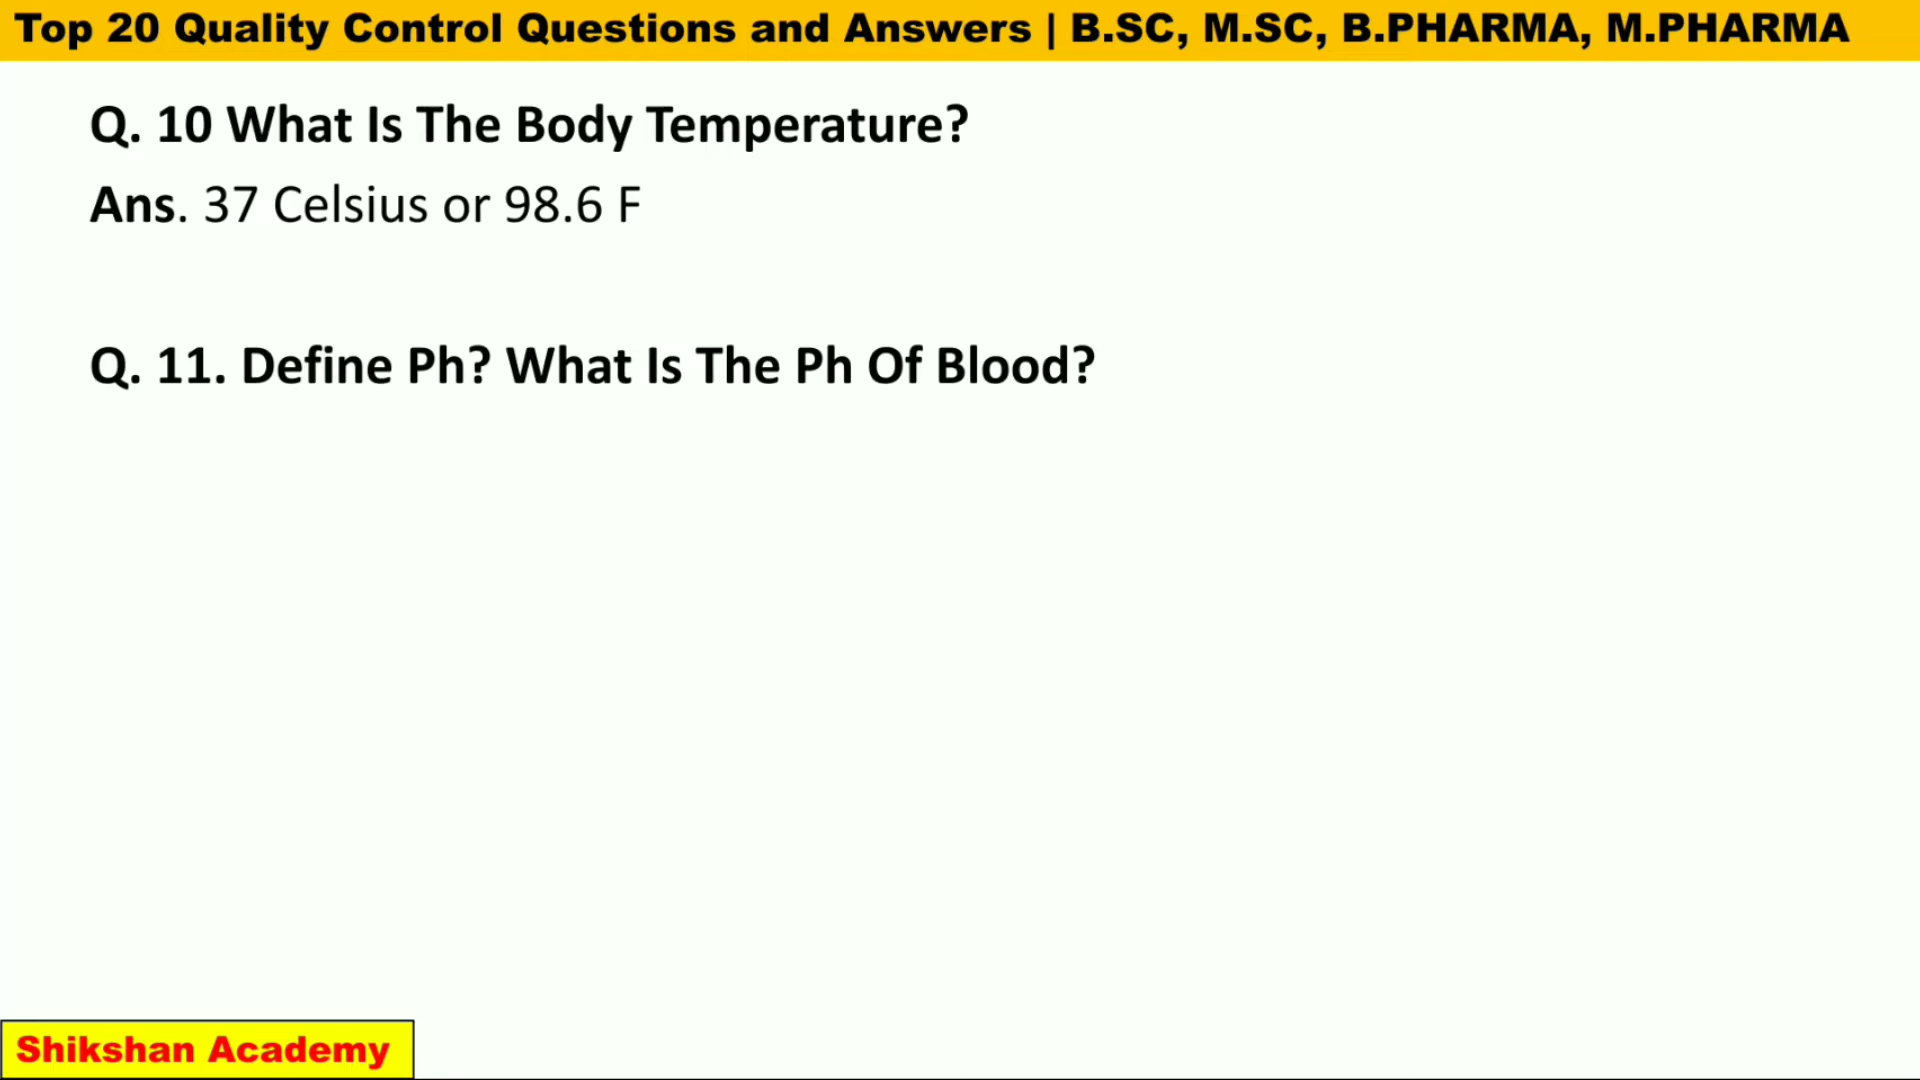 Top 20 Quality Control Questions and Answers | B.SC, M.SC, B.PHARMA, M.PHARMA
Q. 10 What Is The Body Temperature?
Ans. 37 Celsius or 98.6 F
Q. 11. Define Ph? What Is The Ph Of Blood?
Shikshan Academy